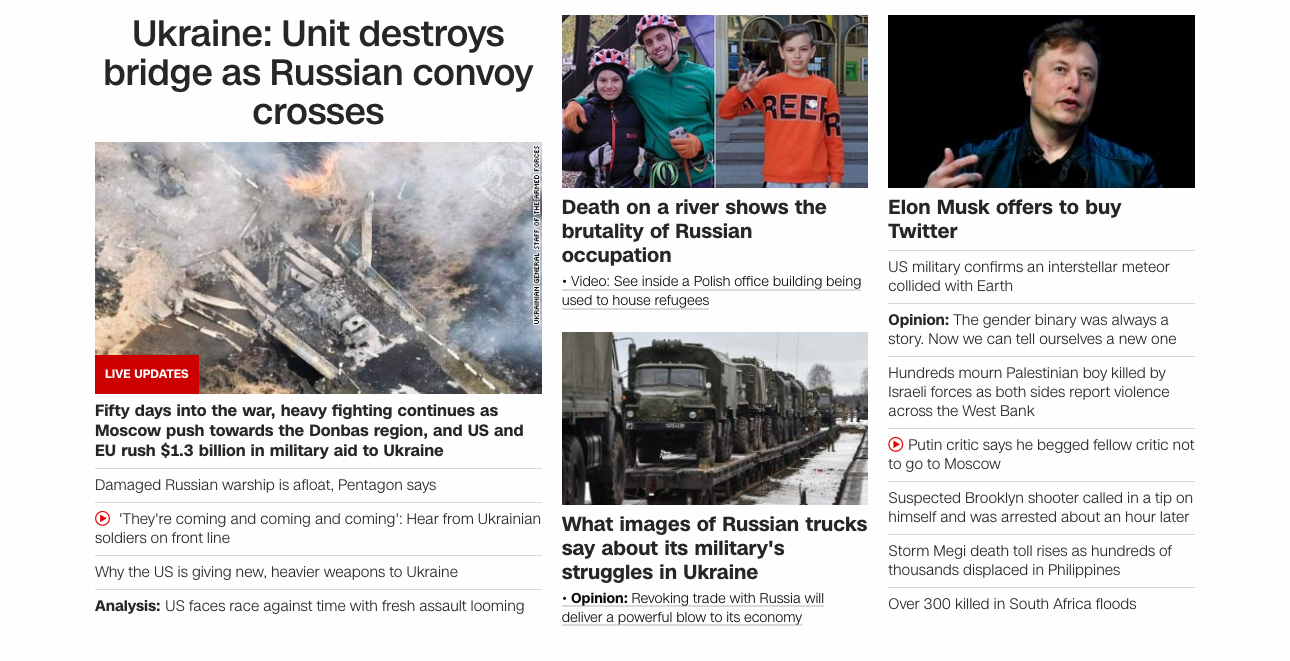 Ukraine: Unit destroys
bridge as Russian convoy
crosses
UKRAINIAN GENERAL STAFF OF THE ARMED FORCES
LIVE UPDATES
Fifty days into the war, heavy fighting continues as
Moscow push towards the Donbas region, and US and
EU rush $1.3 billion in military aid to Ukraine
Damaged Russian warship is afloat, Pentagon says
'They're coming and coming and coming': Hear from Ukrainian
soldiers on front line
Why the US is giving new, heavier weapons to Ukraine
Analysis: US faces race against time with fresh assault looming
REEF
R
Death on a river shows the
brutality of Russian
occupation
• Video: See inside a Polish office building being
used to house refugees
What images of Russian trucks
say about its military's
struggles in Ukraine
• Opinion: Revoking trade with Russia will
deliver a powerful blow to its economy
Elon Musk offers to buy
Twitter
US military confirms an interstellar meteor
collided with Earth
Opinion: The gender binary was always a
story. Now we can tell ourselves a new one
Hundreds mourn Palestinian boy killed by
Israeli forces as both sides report violence
across the West Bank
Putin critic says he begged fellow critic not
to go to Moscow
Suspected Brooklyn shooter called in a tip on
himself and was arrested about an hour later
Storm Megi death toll rises as hundreds of
thousands displaced in Philippines
Over 300 killed in South Africa floods